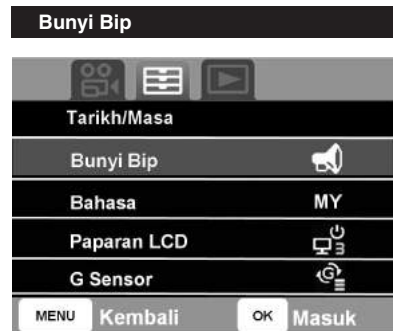 Bunyi Bip
Tarikh/Masa
Bunyi Bip
Bahasa MY
Paparan LCD
G Sensor
MENU Kembali OK Masuk